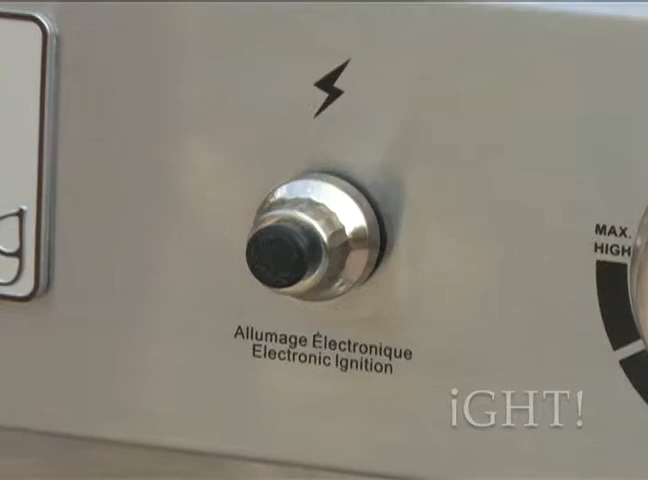 MAX.
HIGH
Allumage Électronique
Electronic Ignition
iGHT!